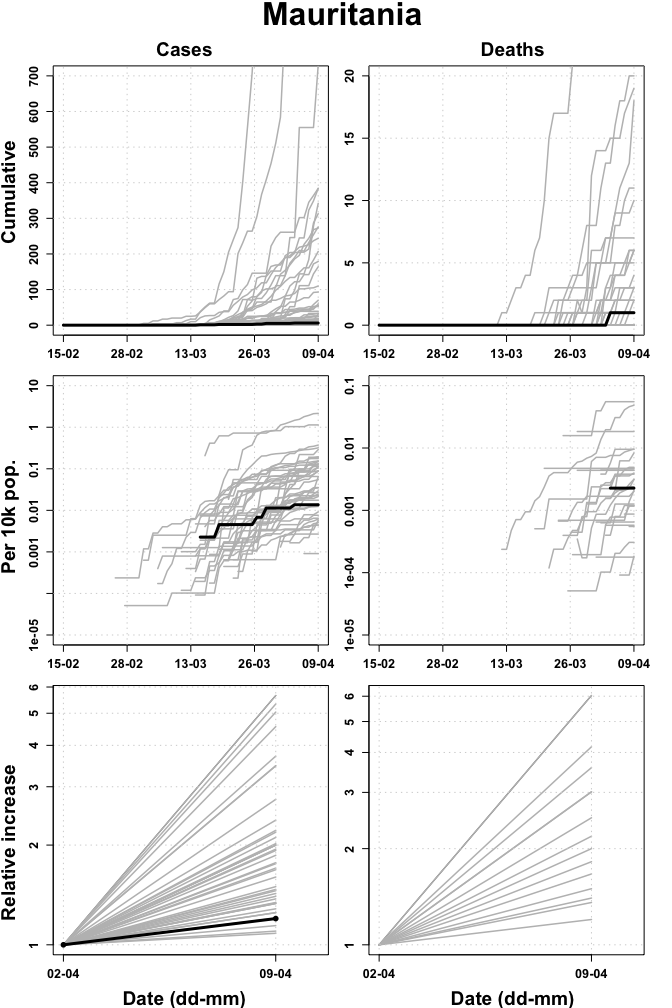 Mauritania
Cases
Deaths
Cumulative
700
600
500
400
300
200
100
0
15-02 28-02 13-03 26-03 09-04
20
15
10
5
0
15-02 28-02 13-03 26-03 09-04
Per 10k pop.
10
1
0.1
0.01
0.001
1e-05
15-02 28-02 13-03 26-03 09-04
0.1
0.01
0.001
1e-04
1e-05
15-02 28-02 13-03 26-03 09-04
Relative increase
6
5
4
3
2
1
02-04 09-04
Date (dd-mm)
6
5
4
3
2
1
02-04 09-04
Date (dd-mm)